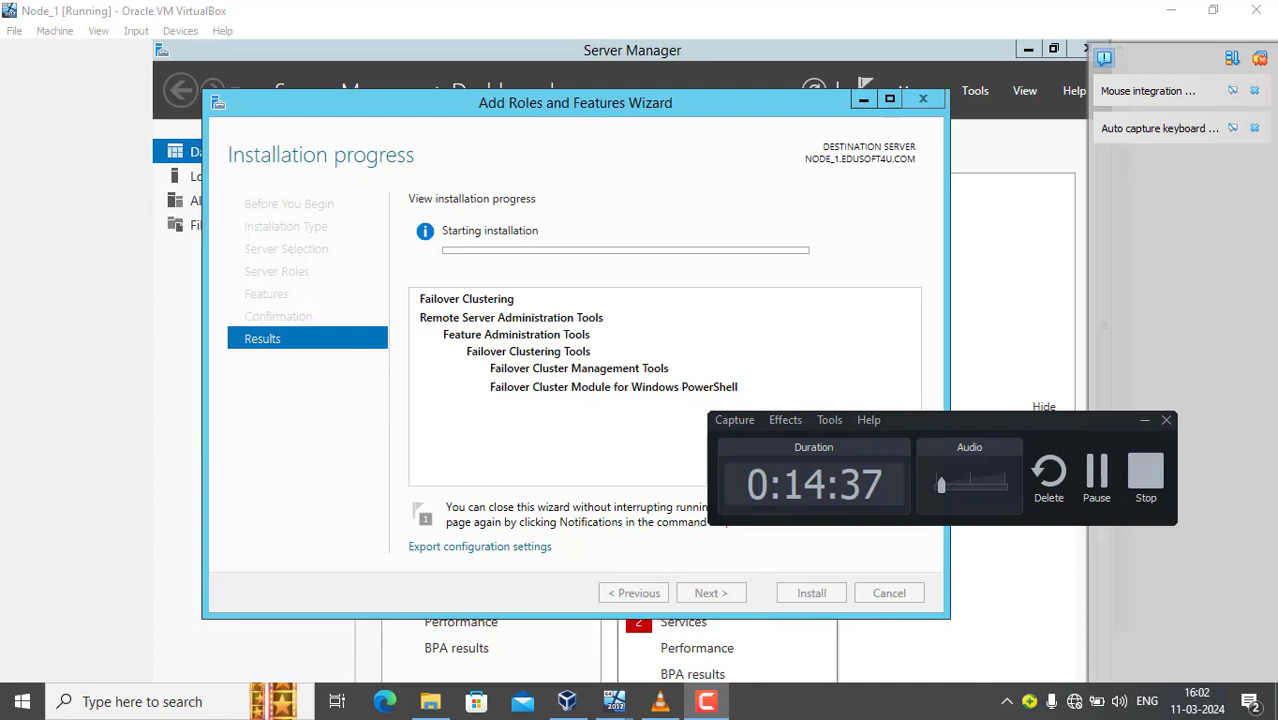 Node_1 [Running] - Oracle VM VirtualBox
File Machine View Input Devices Help
Server Manager
Tools View Help
Mouse integration ...
Auto capture keyboard ...
Add Roles and Features Wizard
Installation progress
DESTINATION SERVER
NODE_1.EDUSOFT4U.COM
Before You Begin
Installation Type
Server Selection
Server Roles
Features
Confirmation
Results
View installation progress
Starting installation
Failover Clustering
Remote Server Administration Tools
Feature Administration Tools
Failover Clustering Tools
Failover Cluster Management Tools
Failover Cluster Module for Windows PowerShell
Hide
Capture Effects Tools Help
Duration
0:14:37
Audio
Delete
Pause
Stop
1
You can close this wizard without interrupting
page again by clicking Notifications in the command
Export configuration settings
< Previous
Next >
Install
Cancel
Performance
BPA results
2 Services
Performance
BPA results
Type here to search
ENG
16:02
11-03-2024
2